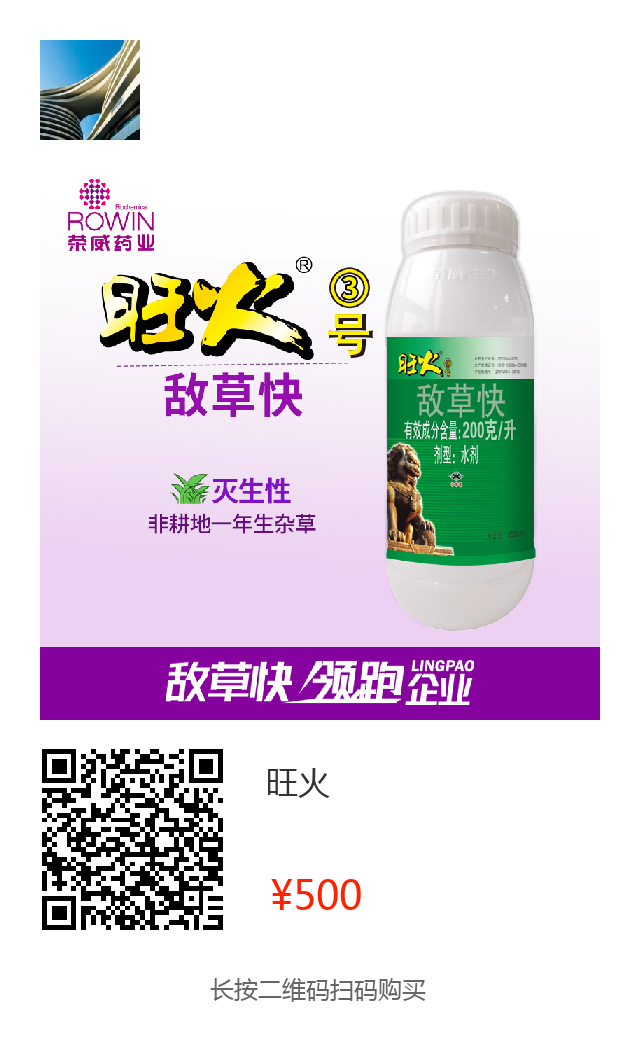 Biochemical
ROWIN
荣威药业
旺火®
③号
敌草快
灭生性
非耕地一年生杂草
旺火
敌草快
有效成分含量:200克/升
剂型：水剂
敌草快 领跑企业
LINGPAO
旺火
¥500
长按二维码扫码购买